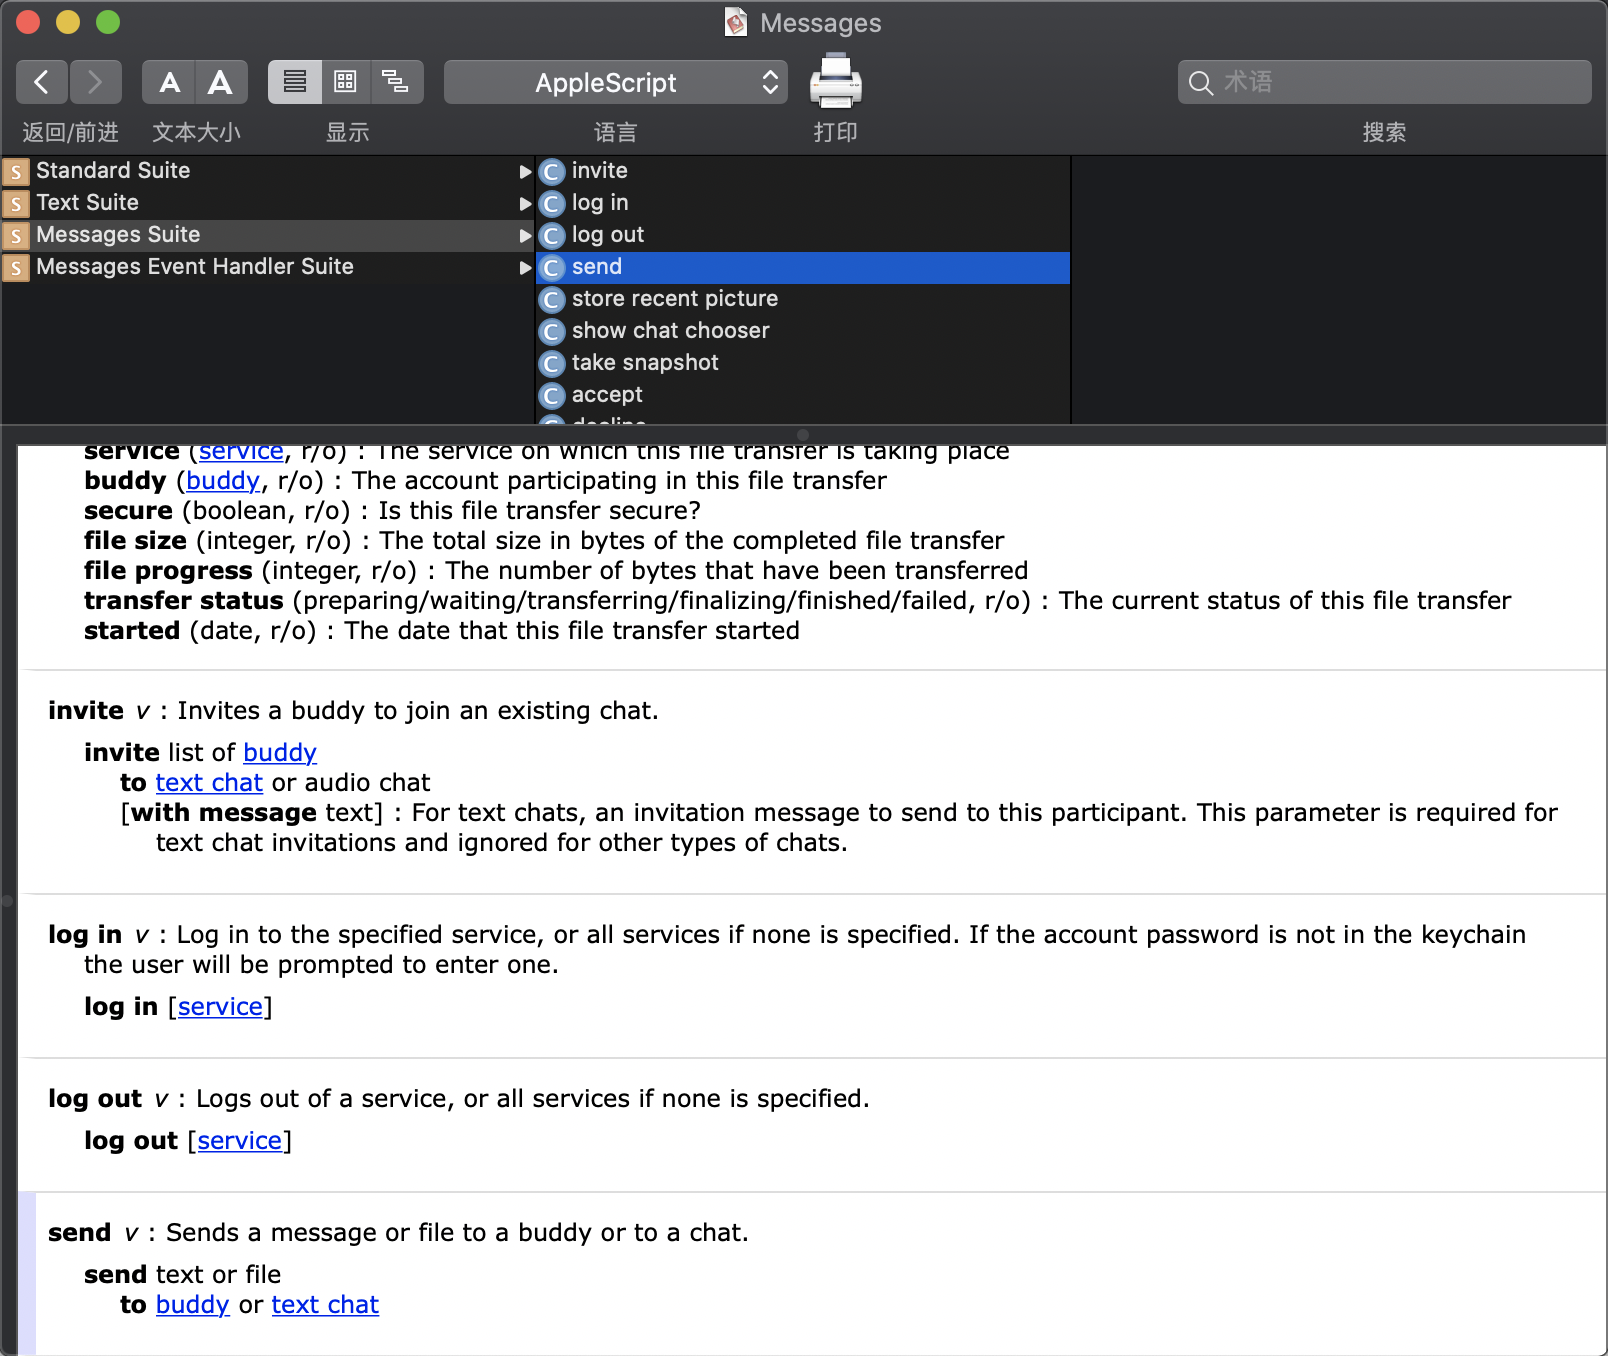 Messages
A A AppleScript 术语
返回/前进 文本大小 显示 语言 打印 搜索
S Standard Suite
S Text Suite
S Messages Suite
S Messages Event Handler Suite
C invite
C log in
C log out
C send
C store recent picture
C show chat chooser
C take snapshot
C accept
C decline
service (service, r/o) : The service on which this file transfer is taking place
buddy (buddy, r/o) : The account participating in this file transfer
secure (boolean, r/o) : Is this file transfer secure?
file size (integer, r/o) : The total size in bytes of the completed file transfer
file progress (integer, r/o) : The number of bytes that have been transferred
transfer status (preparing/waiting/transferring/finalizing/finished/failed, r/o) : The current status of this file transfer
started (date, r/o) : The date that this file transfer started
invite v : Invites a buddy to join an existing chat.
invite list of buddy
to text chat or audio chat
[with message text] : For text chats, an invitation message to send to this participant. This parameter is required for
text chat invitations and ignored for other types of chats.
log in v : Log in to the specified service, or all services if none is specified. If the account password is not in the keychain
the user will be prompted to enter one.
log in [service]
log out v : Logs out of a service, or all services if none is specified.
log out [service]
send v : Sends a message or file to a buddy or to a chat.
send text or file
to buddy or text chat